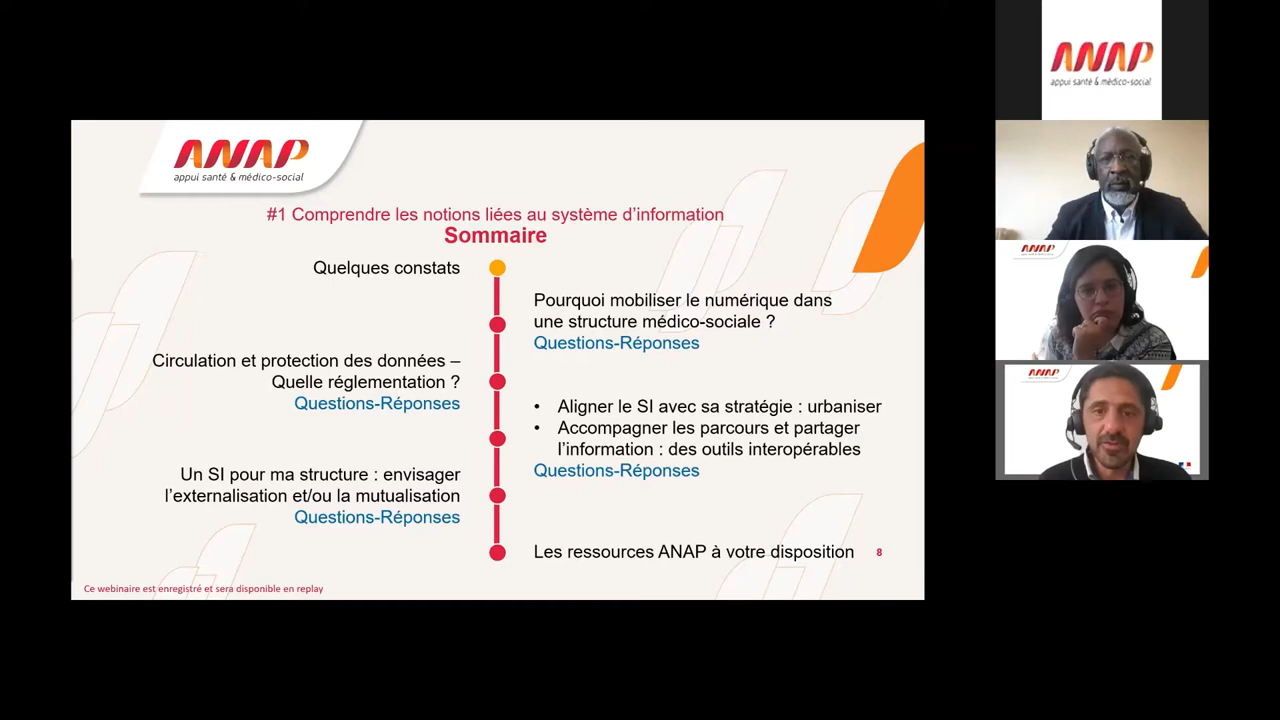 ANAP
appui santé & médico-social
#1 Comprendre les notions liées au système d'information
Sommaire
Quelques constats
Pourquoi mobiliser le numérique dans
une structure médico-sociale ?
Questions-Réponses
Circulation et protection des données –
Quelle réglementation ?
Questions-Réponses
• Aligner le SI avec sa stratégie : urbaniser
• Accompagner les parcours et partager
l'information : des outils interopérables
Questions-Réponses
Un SI pour ma structure : envisager
l'externalisation et/ou la mutualisation
Questions-Réponses
Les ressources ANAP à votre disposition
8
Ce webinaire est enregistré et sera disponible en replay
ANAP
appui santé & médico-social
ANAP
ANAP